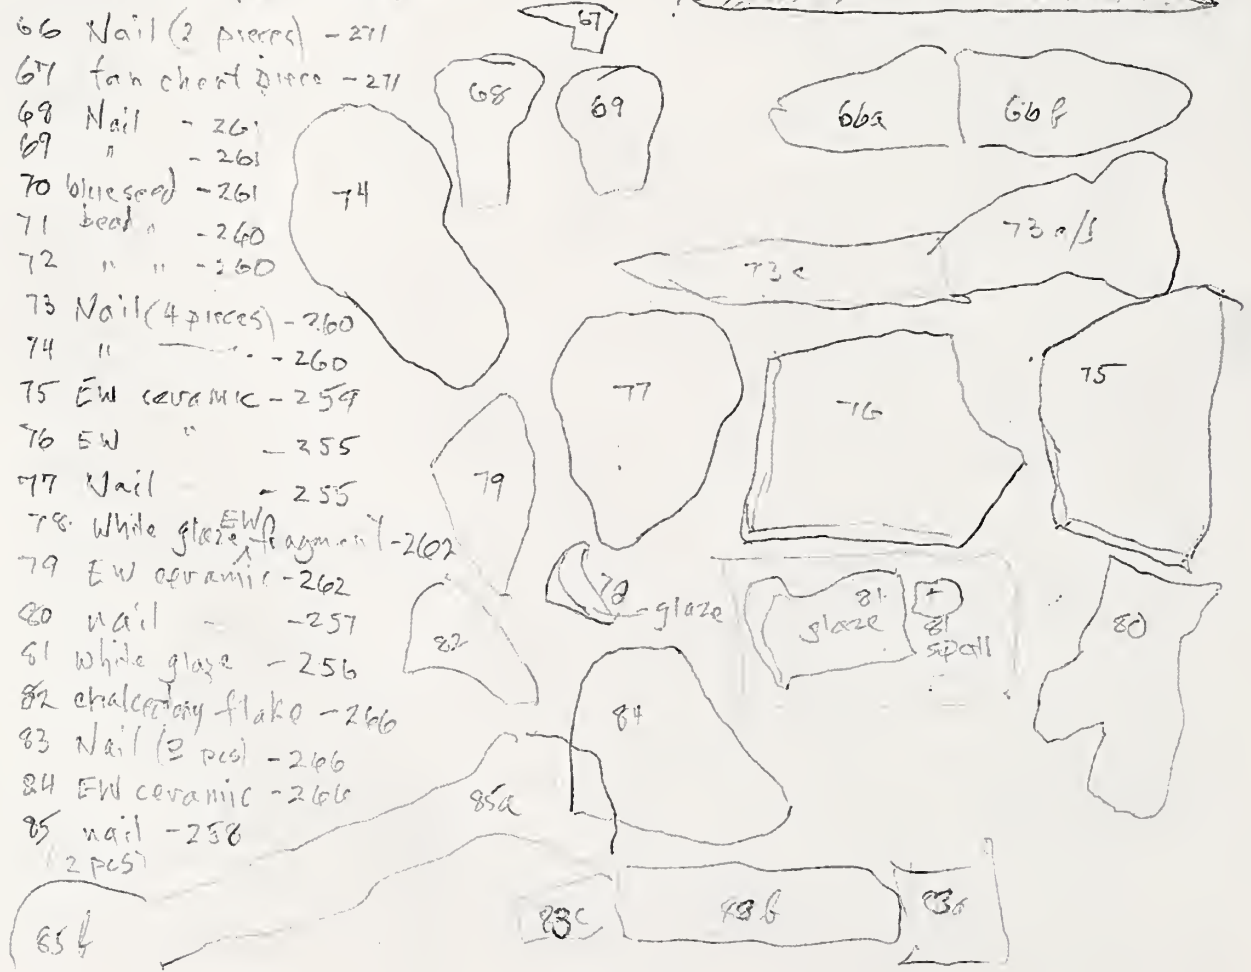 66 Nail (2 pieces) - 271
67 tan chert piece - 271
68 Nail - 261
69 " - 261
70 blue seed - 261
71 bead " - 260
72 " " - 260
73 Nail (4 pieces) - 260
74 " - 260
75 EW ceramic - 259
76 EW " - 255
77 Nail - 255
78 White glaze EW fragment - 262
79 EW ceramic - 262
80 nail - 257
81 white glaze - 256
82 chalcedony flake - 266
83 Nail (3 pcs) - 266
84 EW ceramic - 266
85 nail - 258
(2 pcs)
67
68
69
66a
66b
74
73c
73a/b
77
76
75
79
78
glaze
81
glaze
81
spall
80
82
84
85a
85b
83c
83b
83a